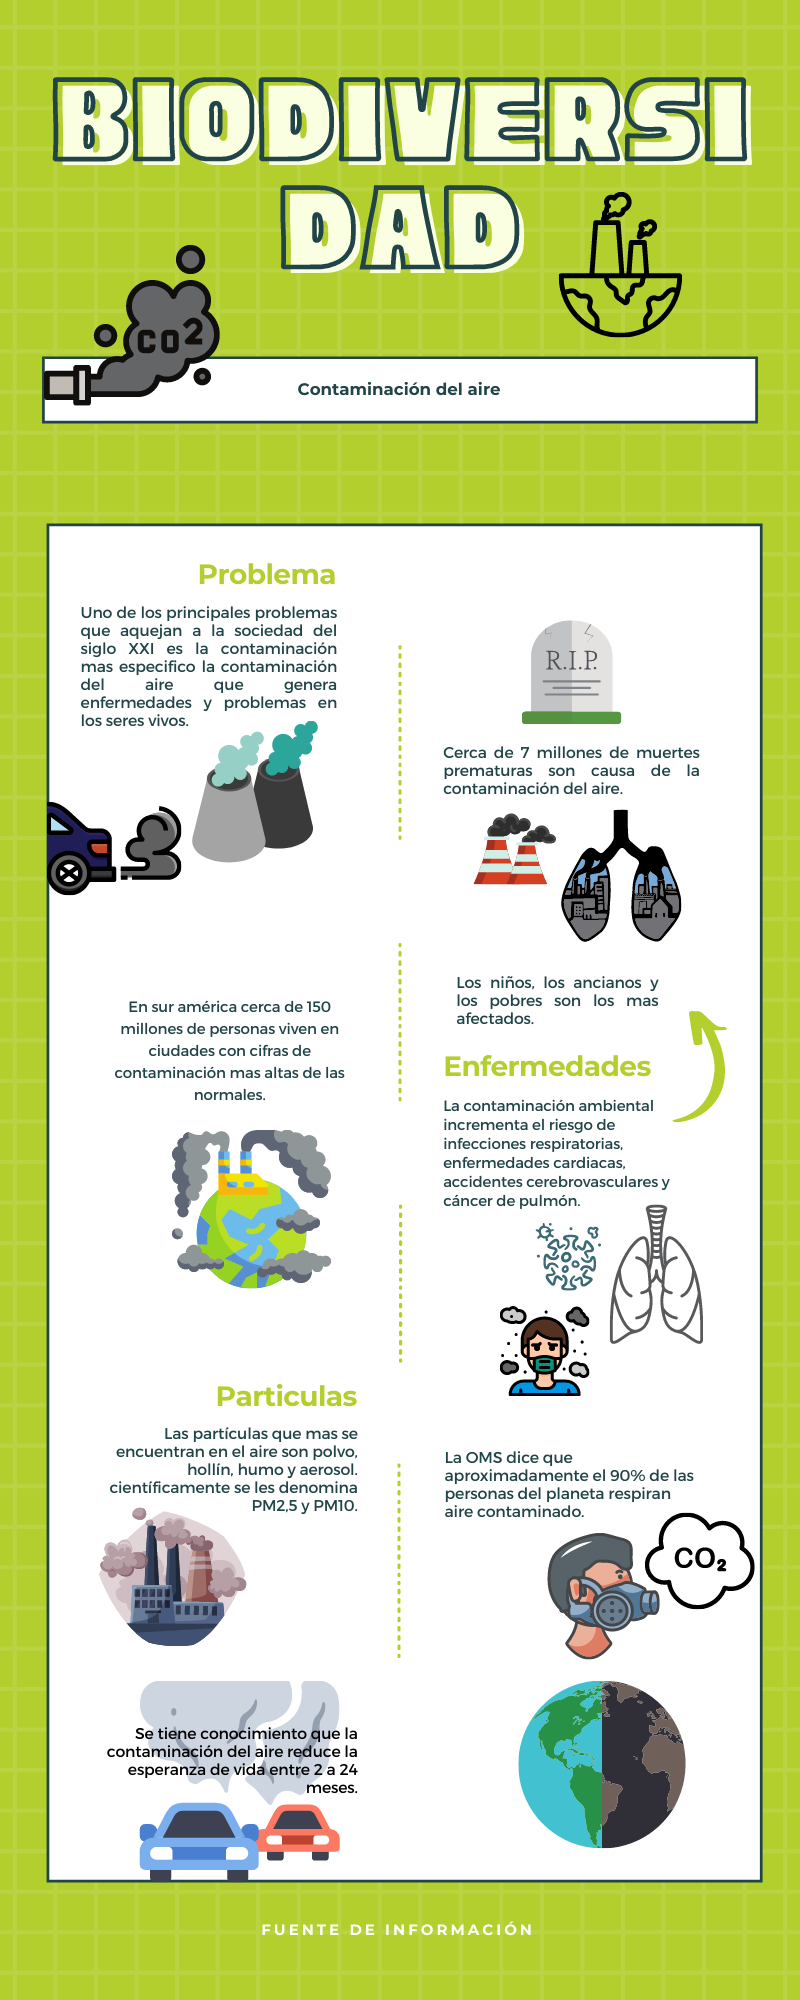 BIODIVERSI
DAD
CO2
Contaminación del aire
Problema
Uno de los principales problemas
que aquejan a la sociedad del
siglo XXI es la contaminación
mas especifico la contaminación
del aire que genera
enfermedades y problemas en
los seres vivos.
R.I.P.
Cerca de 7 millones de muertes
prematuras son causa de la
contaminación del aire.
En sur américa cerca de 150
millones de personas viven en
ciudades con cifras de
contaminación mas altas de las
normales.
Los niños, los ancianos y
los pobres son los mas
afectados.
Enfermedades
La contaminación ambiental
incrementa el riesgo de
infecciones respiratorias,
enfermedades cardiacas,
accidentes cerebrovasculares y
cáncer de pulmón.
Particulas
Las partículas que mas se
encuentran en el aire son polvo,
hollín, humo y aerosol.
científicamente se les denomina
PM2,5 y PM10.
La OMS dice que
aproximadamente el 90% de las
personas del planeta respiran
aire contaminado.
CO₂
Se tiene conocimiento que la
contaminación del aire reduce la
esperanza de vida entre 2 a 24
meses.
FUENTE DE INFORMACIÓN